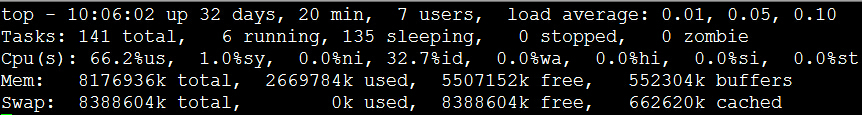 top - 10:06:02 up 32 days, 20 min,  7 users,  load average: 0.01, 0.05, 0.10
Tasks: 141 total,   6 running, 135 sleeping,   0 stopped,   0 zombie
Cpu(s): 66.2%us,  1.0%sy,  0.0%ni, 32.7%id,  0.0%wa,  0.0%hi,  0.0%si,  0.0%st
Mem:   8176936k total,  2669784k used,  5507152k free,   552304k buffers
Swap:  8388604k total,        0k used,  8388604k free,   662620k cached